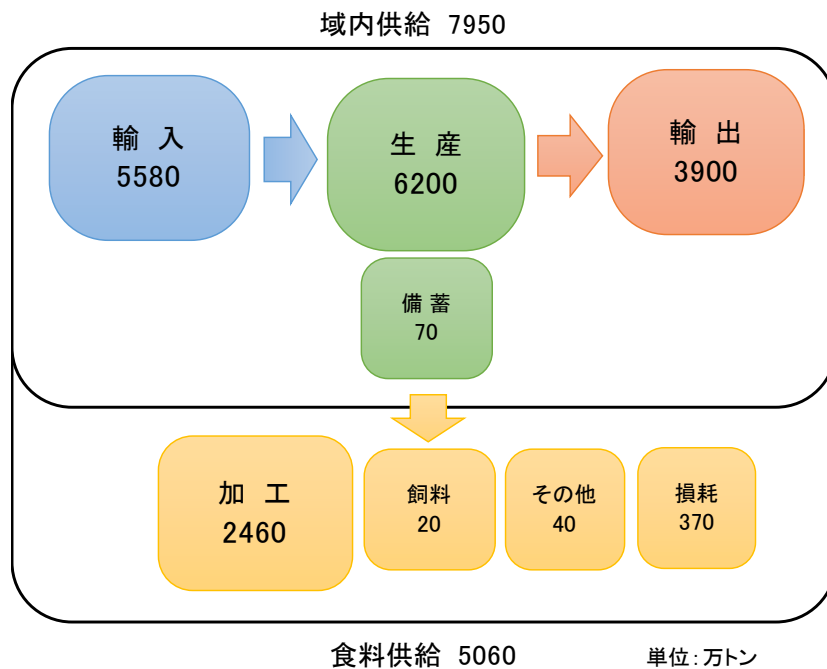 域内供給 7950
輸 入
5580
生 産
6200
輸 出
3900
備 蓄
70
加 工
2460
飼料
20
その他
40
損耗
370
食料供給 5060
単位：万トン